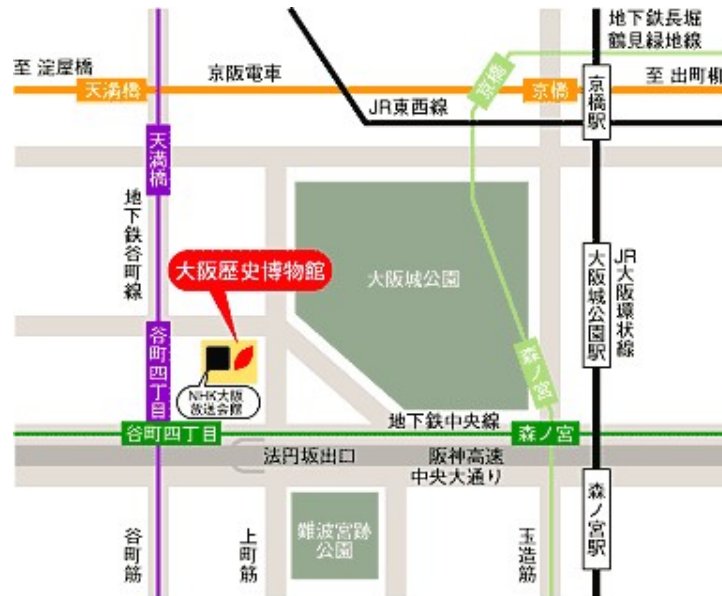 地下鉄長堀
鶴見緑地線
至 淀屋橋
京阪電車
至 出町柳
天満橋
京橋
京橋
京橋駅
JR東西線
天満橋
地下鉄谷町線
大阪歴史博物館
大阪城公園
大阪城公園駅
JR大阪環状線
谷町四丁目
森ノ宮
NHK大阪
放送会館
地下鉄中央線
谷町四丁目
森ノ宮
法円坂出口
阪神高速
中央大通り
森ノ宮駅
難波宮跡
公園
谷町筋
上町筋
玉造筋